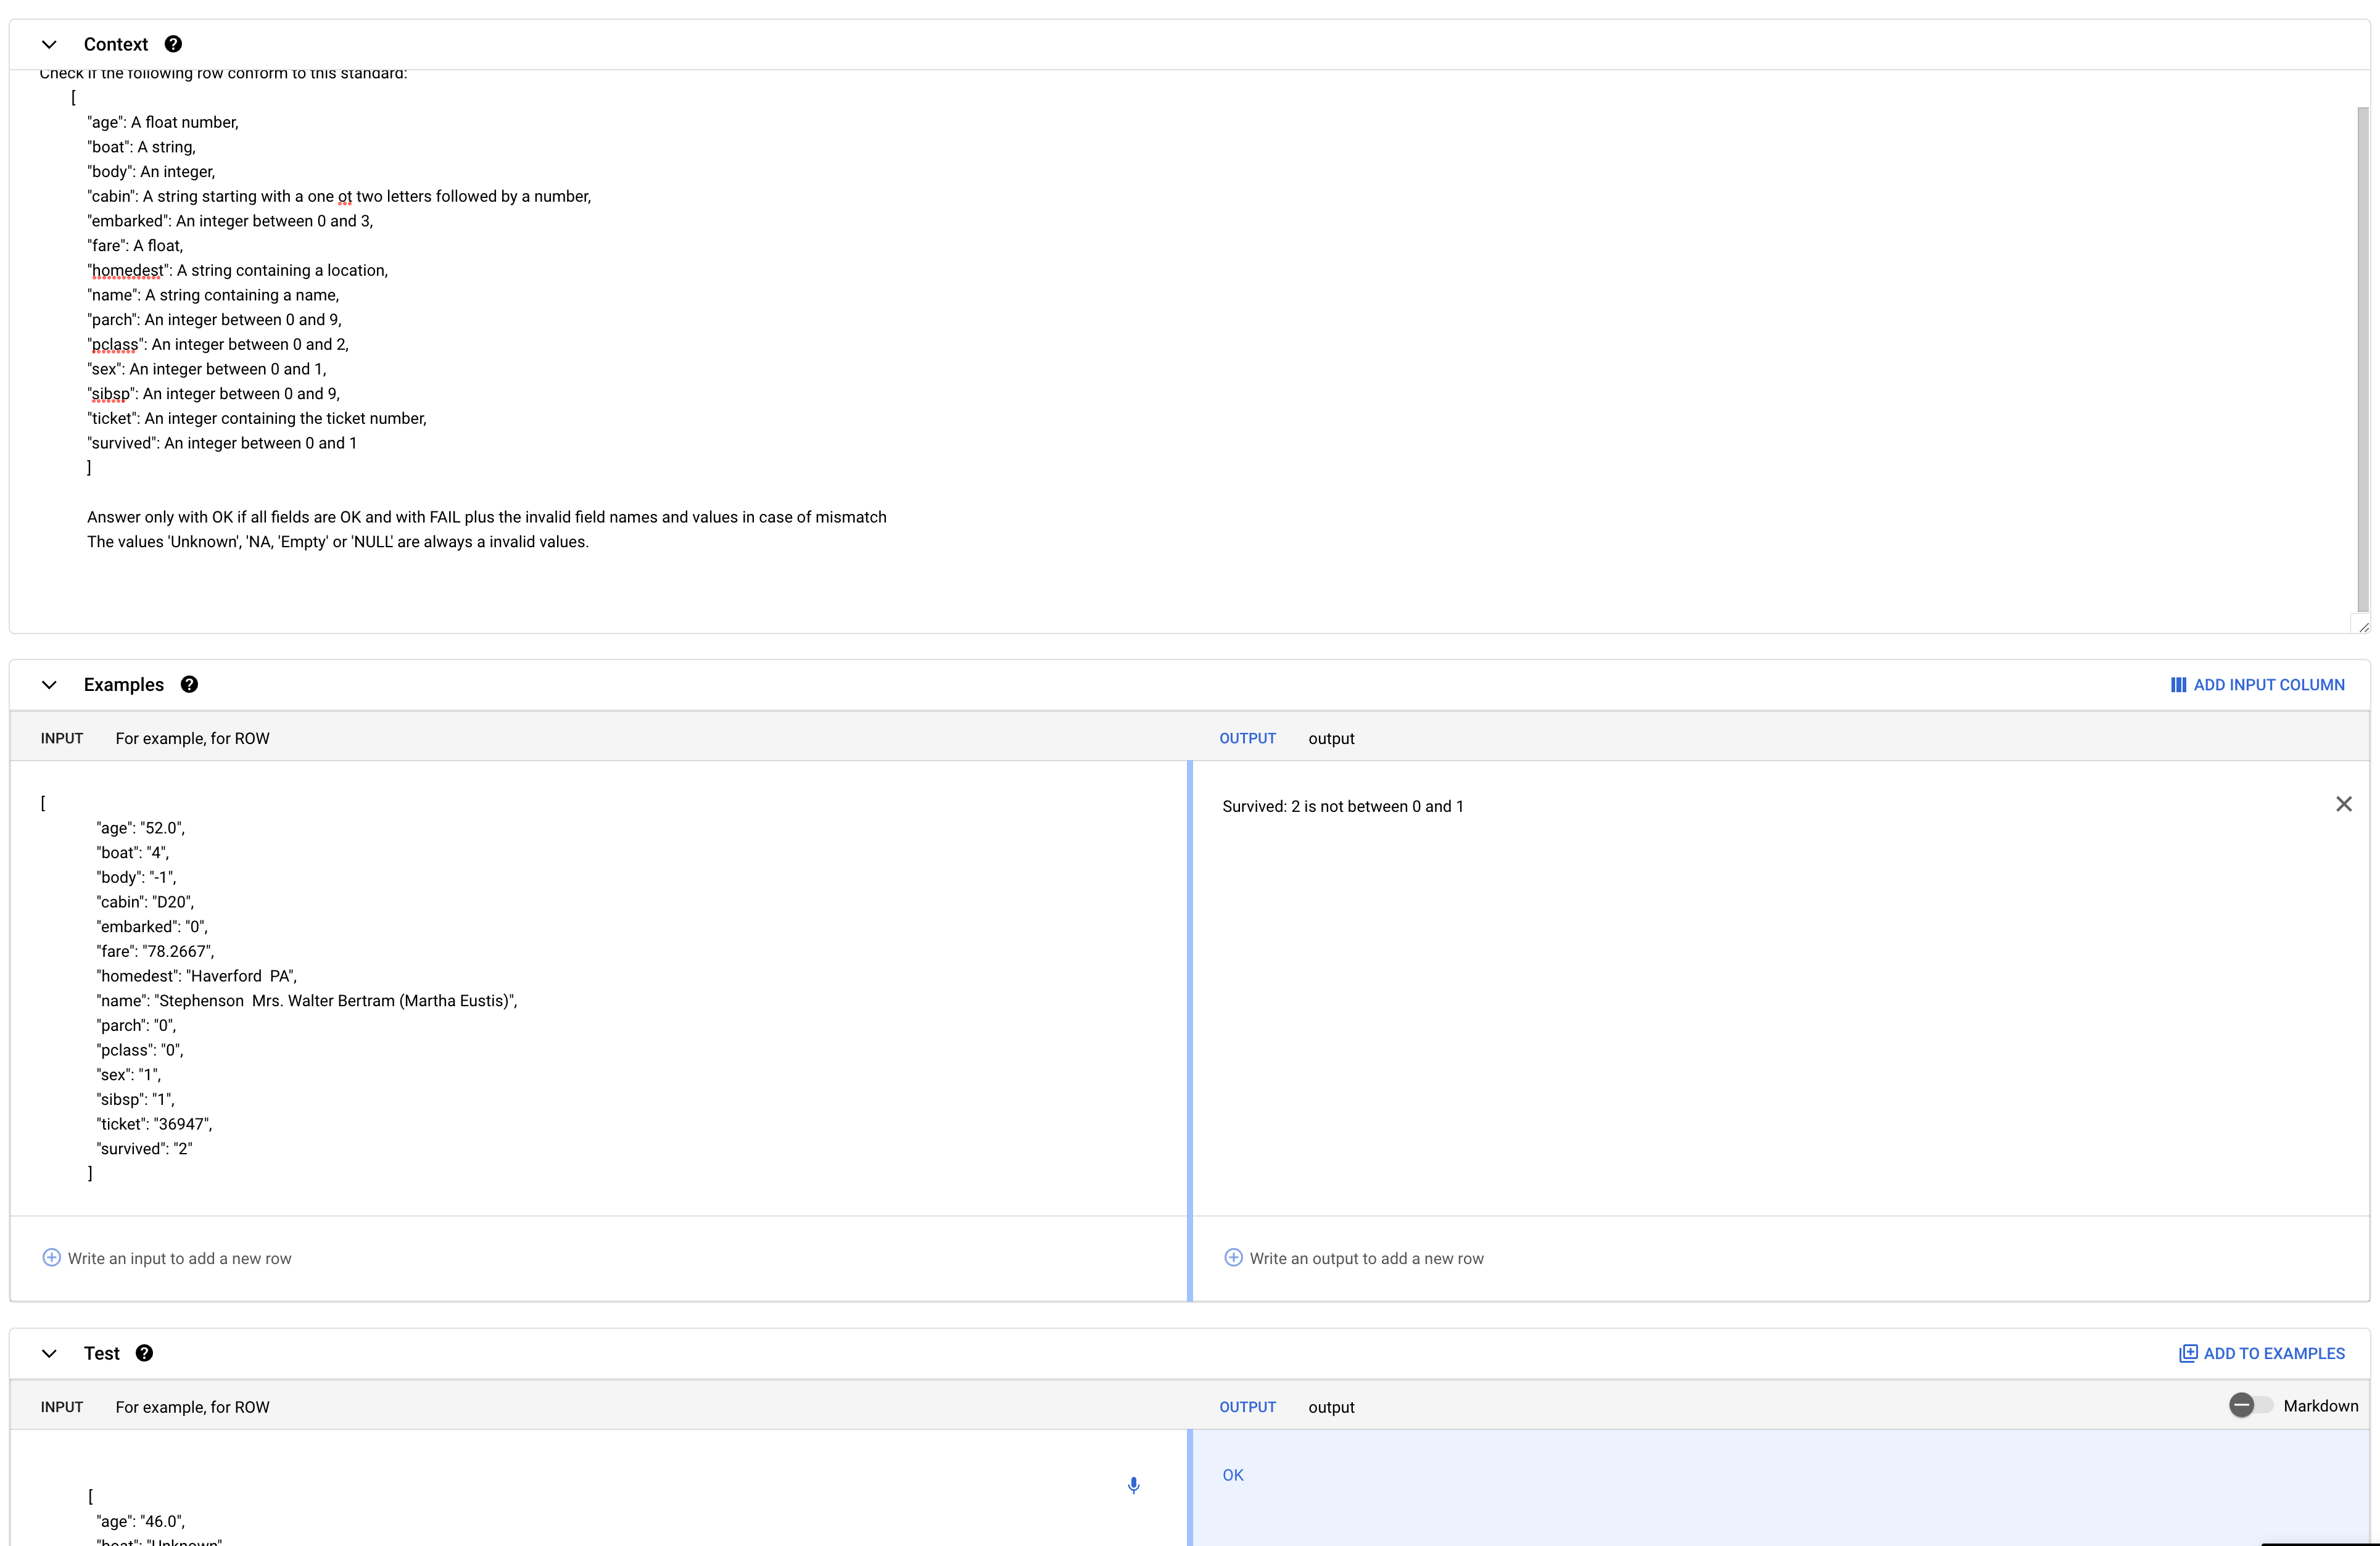 Context
Check if the following row conform to this standard:
[
"age": A float number,
"boat": A string,
"body": An integer,
"cabin": A string starting with a one ot two letters followed by a number,
"embarked": An integer between 0 and 3,
"fare": A float,
"homedest": A string containing a location,
"name": A string containing a name,
"parch": An integer between 0 and 9,
"pclass": An integer between 0 and 2,
"sex": An integer between 0 and 1,
"sibsp": An integer between 0 and 9,
"ticket": An integer containing the ticket number,
"survived": An integer between 0 and 1
]
Answer only with OK if all fields are OK and with FAIL plus the invalid field names and values in case of mismatch
The values 'Unknown', 'NA, 'Empty' or 'NULL' are always a invalid values.
Examples ADD INPUT COLUMN
INPUT For example, for ROW OUTPUT output
[
"age": "52.0",
"boat": "4",
"body": "-1",
"cabin": "D20",
"embarked": "0",
"fare": "78.2667",
"homedest": "Haverford  PA",
"name": "Stephenson  Mrs. Walter Bertram (Martha Eustis)",
"parch": "0",
"pclass": "0",
"sex": "1",
"sibsp": "1",
"ticket": "36947",
"survived": "2"
]
Survived: 2 is not between 0 and 1
Write an input to add a new row
Write an output to add a new row
Test ADD TO EXAMPLES
INPUT For example, for ROW OUTPUT output Markdown
[
"age": "46.0",
"boat": "Unknown"
OK